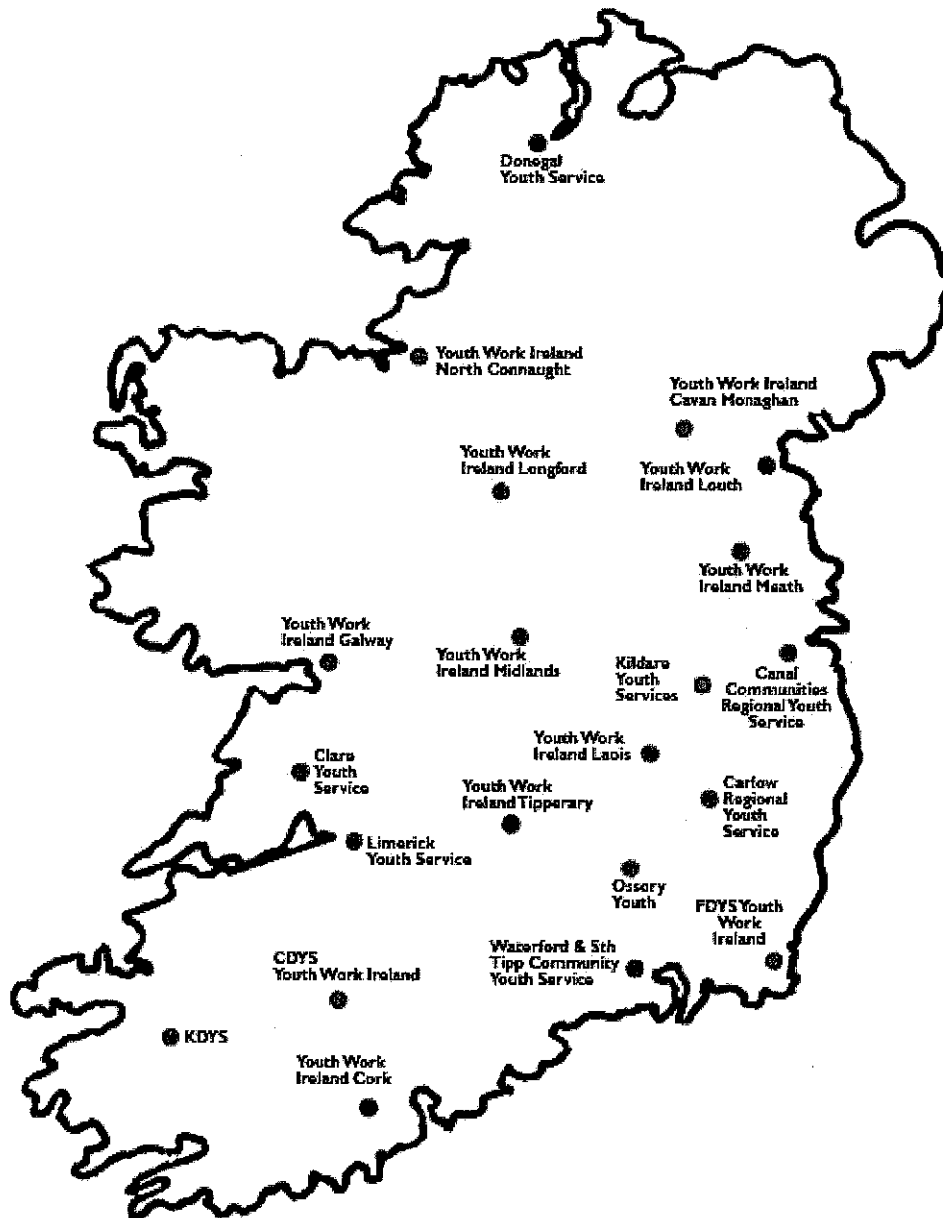 Donegal
Youth Service
Youth Work Ireland
North Connaught
Youth Work Ireland
Cavan Monaghan
Youth Work
Ireland Longford
Youth Work
Ireland Louth
Youth Work
Ireland Meath
Youth Work
Ireland Galway
Youth Work
Ireland Midlands
Kildare
Youth
Services
Canal
Communities
Regional Youth
Service
Youth Work
Ireland Laois
Clare
Youth
Service
Youth Work
Ireland Tipperary
Carlow
Regional
Youth
Service
Limerick
Youth Service
Ossory
Youth
FDYS Youth
Work
Ireland
CDYS
Youth Work Ireland
Waterford & Sth
Tipp Community
Youth Service
KDYS
Youth Work
Ireland Cork